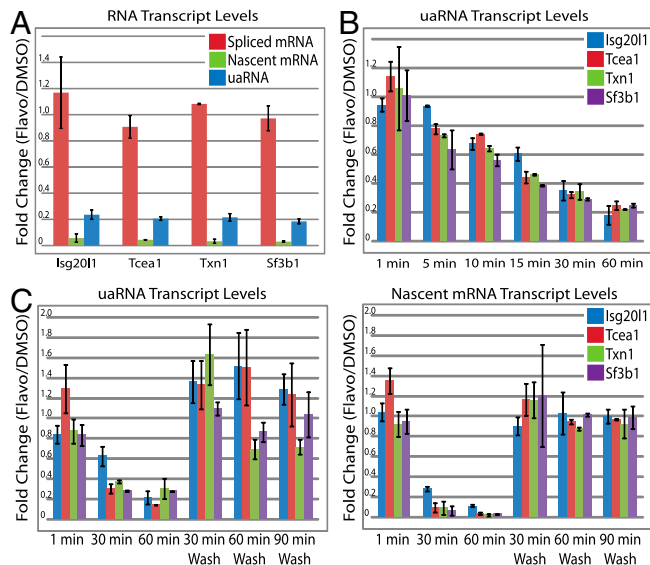 A
RNA Transcript Levels
Fold Change (Flavo/DMSO)
1.4
1.2
1.0
0.8
0.6
0.4
0.2
0
Spliced mRNA
Nascent mRNA
uaRNA
Isg20l1 Tcea1 Txn1 Sf3b1
B
uaRNA Transcript Levels
Fold Change (Flavo/DMSO)
1.4
1.2
1.0
0.8
0.6
0.4
0.2
0
Isg20l1
Tcea1
Txn1
Sf3b1
1 min 5 min 10 min 15 min 30 min 60 min
C
uaRNA Transcript Levels
Fold Change (Flavo/DMSO)
2.0
1.8
1.6
1.4
1.2
1.0
0.8
0.6
0.4
0.2
0
1 min 30 min 60 min 30 min 60 min 90 min
Wash Wash Wash
Nascent mRNA Transcript Levels
Fold Change (Flavo/DMSO)
2.0
1.8
1.6
1.4
1.2
1.0
0.8
0.6
0.4
0.2
0
Isg20l1
Tcea1
Txn1
Sf3b1
1 min 30 min 60 min 30 min 60 min 90 min
Wash Wash Wash